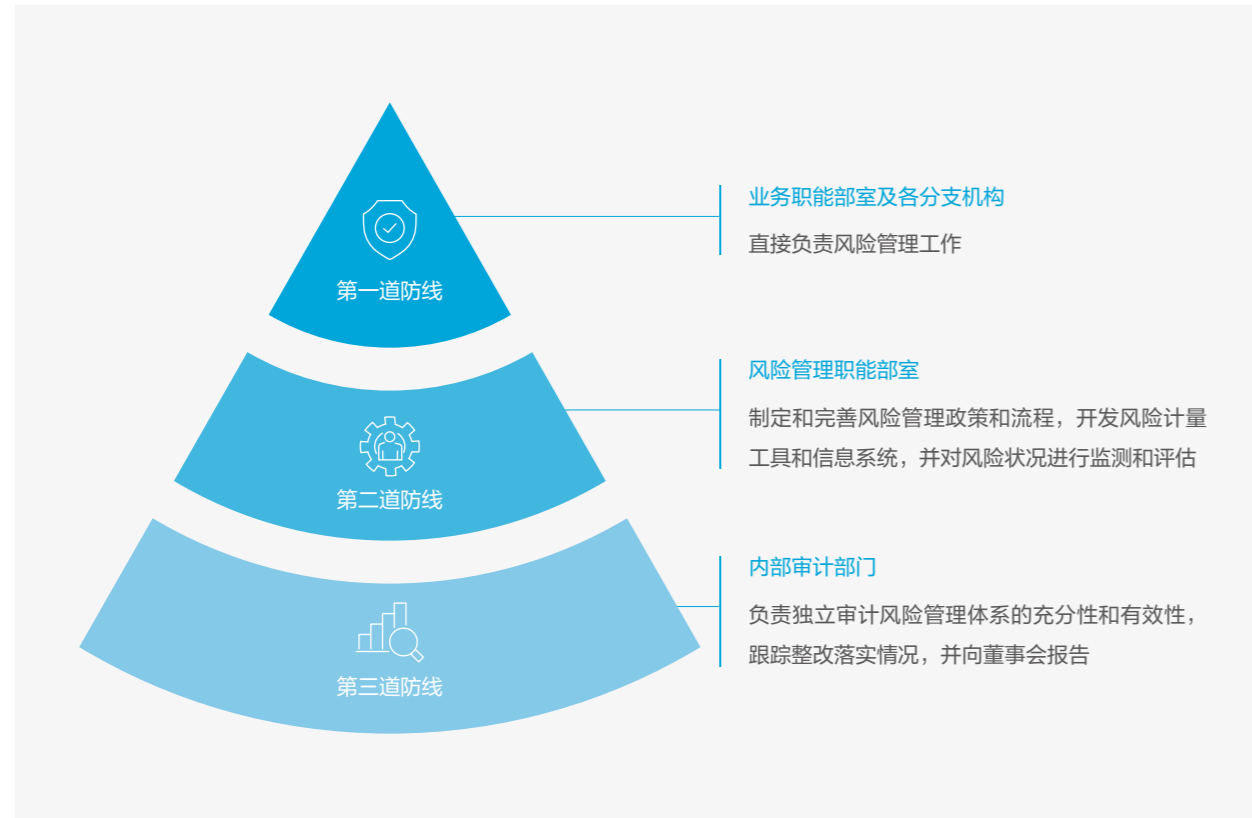 第一道防线
业务职能部室及各分支机构
直接负责风险管理工作
第二道防线
风险管理职能部室
制定和完善风险管理政策和流程，开发风险计量
工具和信息系统，并对风险状况进行监测和评估
第三道防线
内部审计部门
负责独立审计风险管理体系的充分性和有效性，
跟踪整改落实情况，并向董事会报告